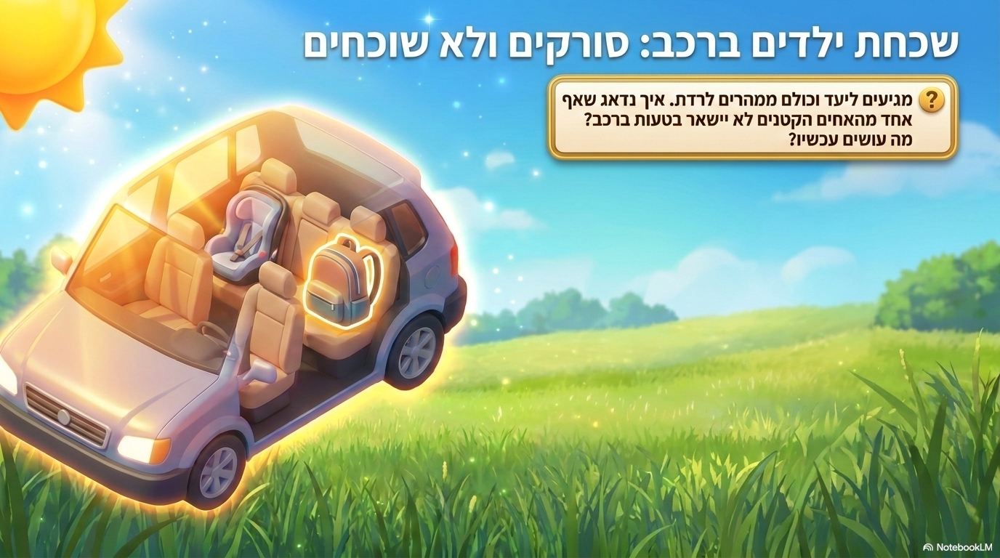 שכחת ילדים ברכב: סורקים ולא שוכחים
?
מגיעים ליעד וכולם ממהרים לרדת. איך נדאג שאף
אחד מהאחים הקטנים לא יישאר בטעות ברכב?
מה עושים עכשיו?
NotebookLM